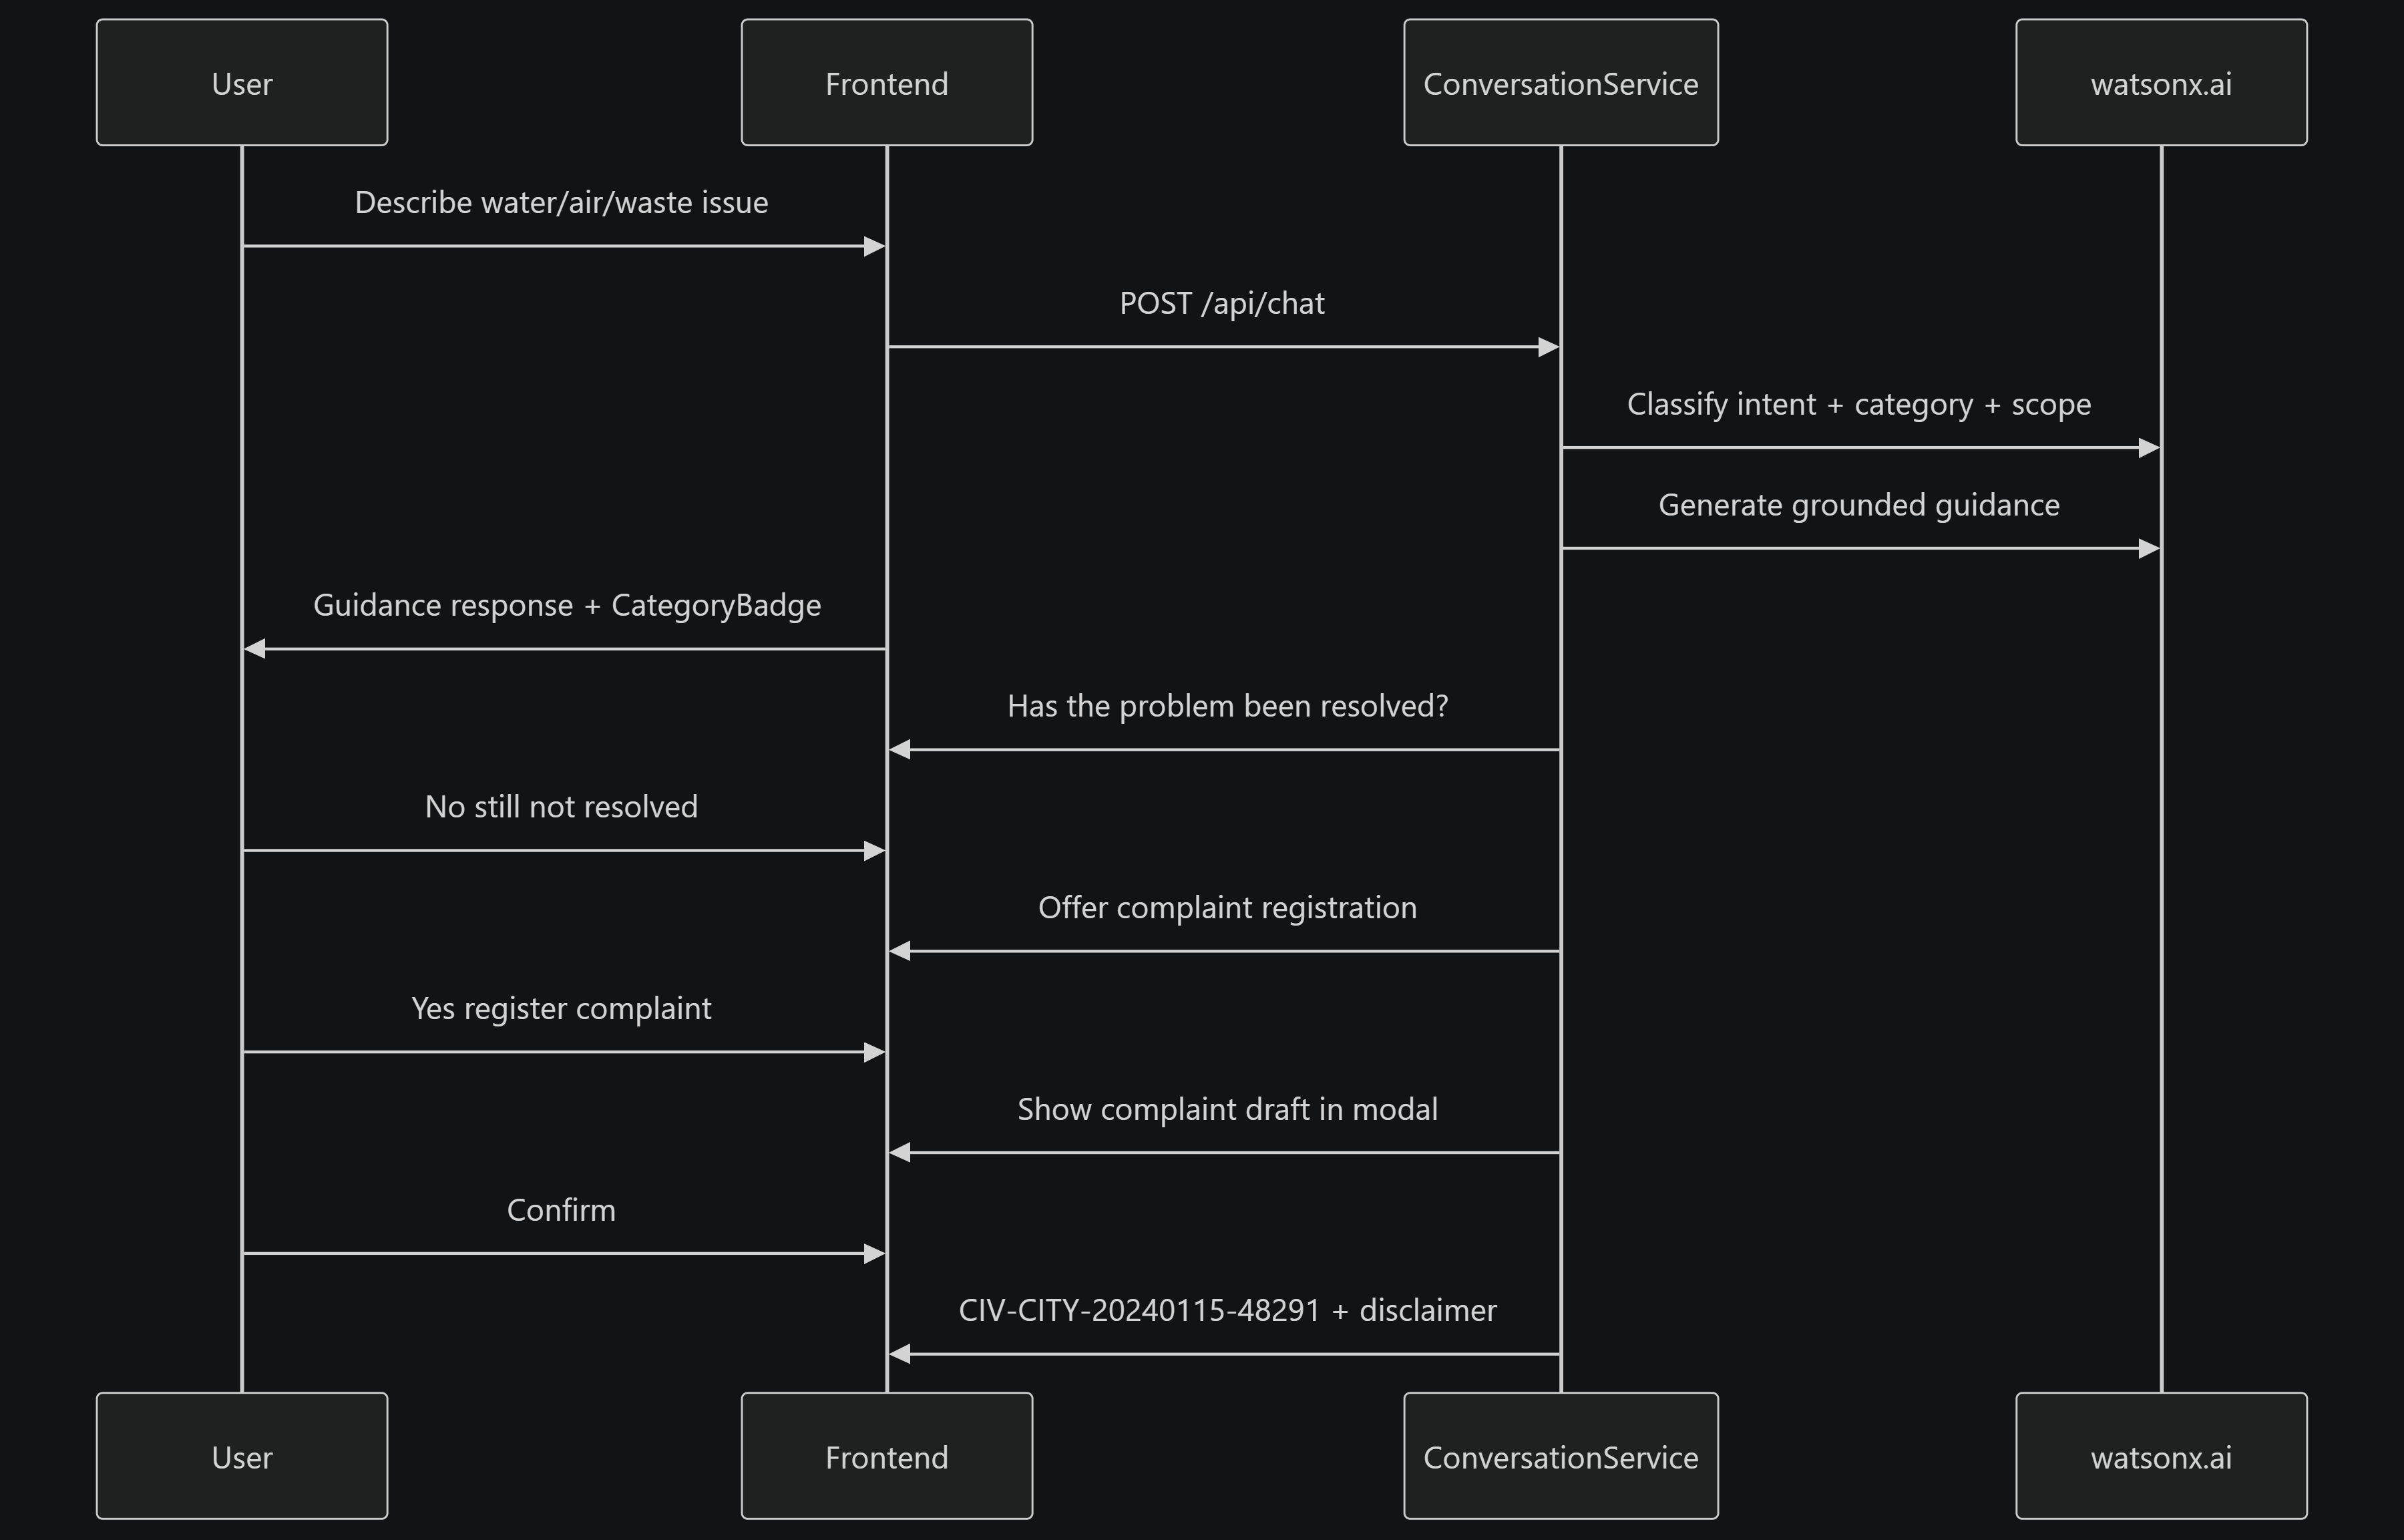 User
Frontend
ConversationService
watsonx.ai
Describe water/air/waste issue
POST /api/chat
Classify intent + category + scope
Generate grounded guidance
Guidance response + CategoryBadge
Has the problem been resolved?
No still not resolved
Offer complaint registration
Yes register complaint
Show complaint draft in modal
Confirm
CIV-CITY-20240115-48291 + disclaimer
User
Frontend
ConversationService
watsonx.ai